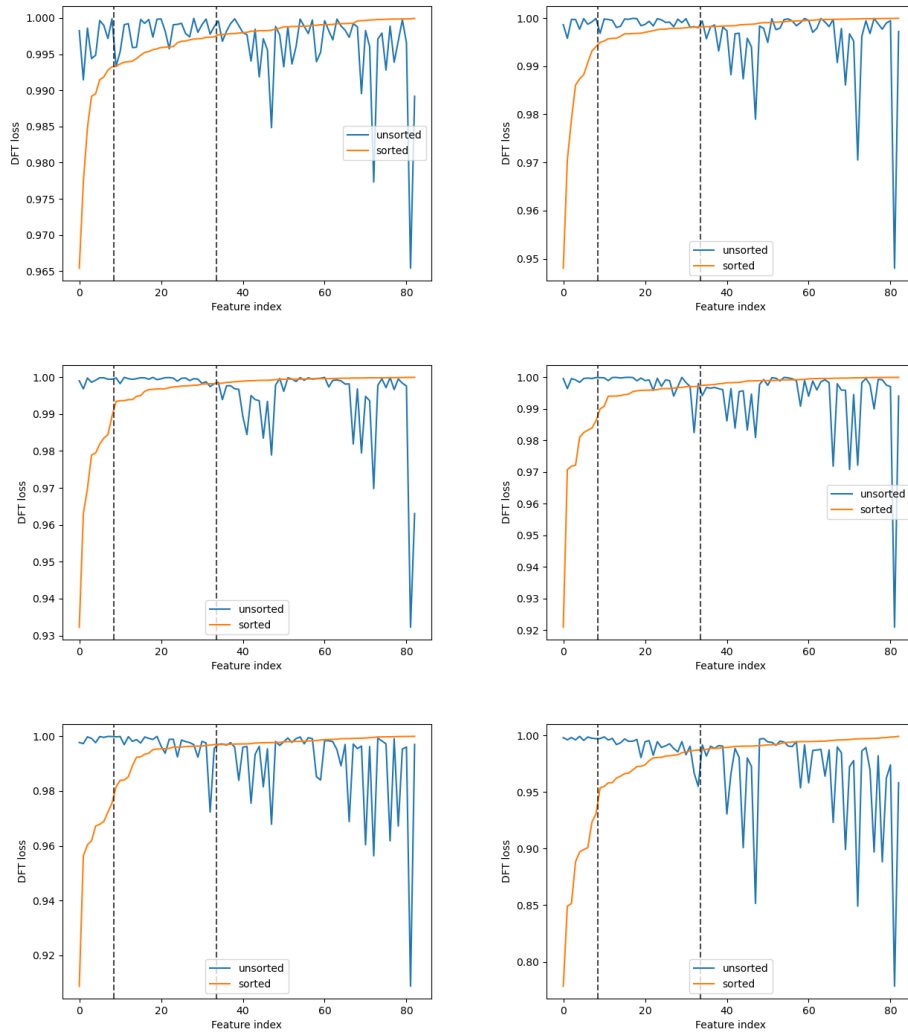 1.000
0.995
0.990
0.985
0.980
0.975
0.970
0.965
DFT loss
unsorted
sorted
0 20 40 60 80
Feature index
1.00
0.99
0.98
0.97
0.96
0.95
DFT loss
unsorted
sorted
0 20 40 60 80
Feature index
1.00
0.99
0.98
0.97
0.96
0.95
0.94
0.93
DFT loss
unsorted
sorted
0 20 40 60 80
Feature index
1.00
0.99
0.98
0.97
0.96
0.95
0.94
0.93
0.92
DFT loss
unsorted
sorted
0 20 40 60 80
Feature index
1.00
0.98
0.96
0.94
0.92
DFT loss
unsorted
sorted
0 20 40 60 80
Feature index
1.00
0.95
0.90
0.85
0.80
DFT loss
unsorted
sorted
0 20 40 60 80
Feature index